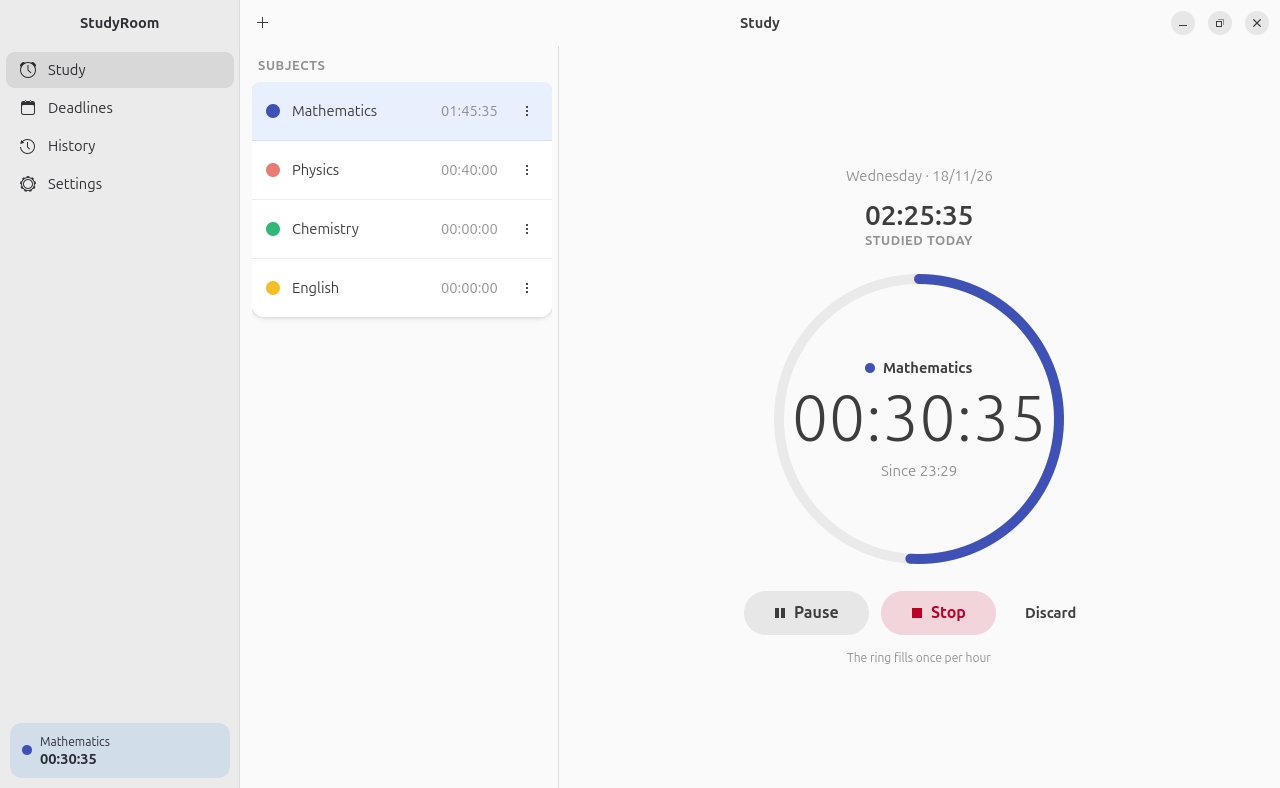 StudyRoom
Study
Deadlines
History
Settings
Mathematics
00:30:35
Study
SUBJECTS
Mathematics 01:45:35
Physics 00:40:00
Chemistry 00:00:00
English 00:00:00
Wednesday · 18/11/26
02:25:35
STUDIED TODAY
Mathematics
00:30:35
Since 23:29
Pause Stop Discard
The ring fills once per hour